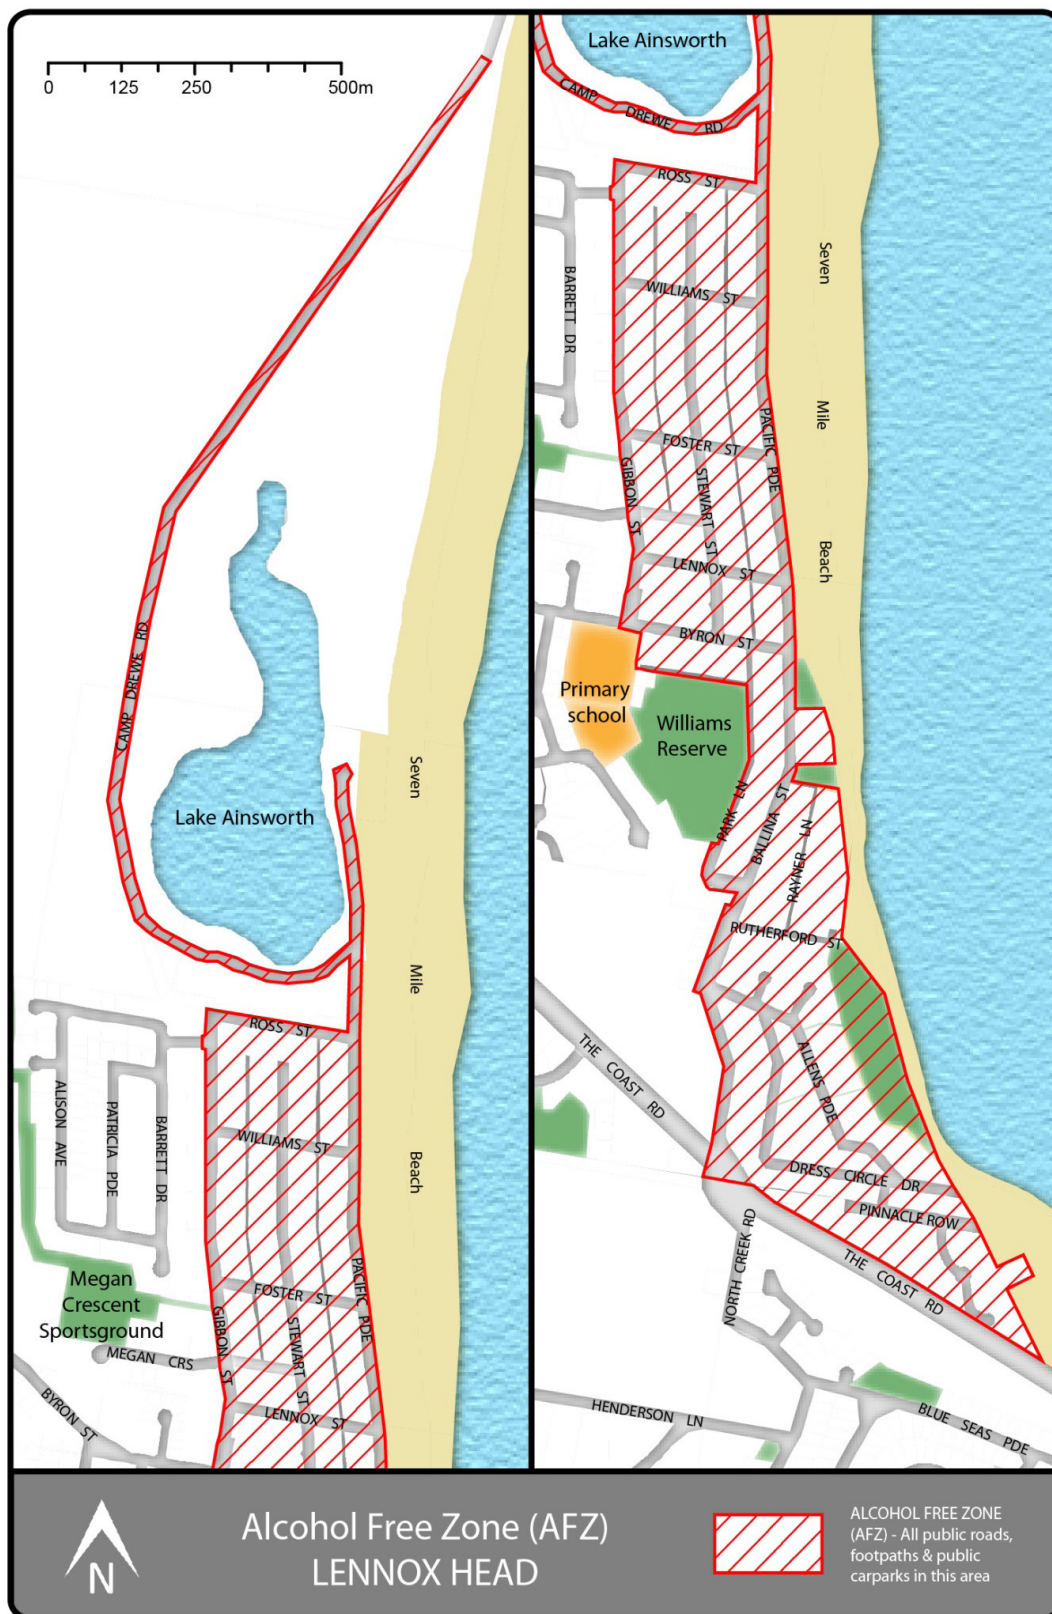 0 125 250 500m
CAMP DREWE RD
Lake Ainsworth
Seven
Mile
Beach
ROSS ST
WILLIAMS ST
ALISON AVE
PATRICIA PDE
BARRETT DR
PACIFIC PDE
FOSTER ST
GIBBON ST
STEWART ST
Megan
Crescent
Sportsground
MEGAN CRS
LENNOX ST
BYRON ST
Lake Ainsworth
CAMP DREWE RD
ROSS ST
Seven
BARRETT DR
WILLIAMS ST
Mile
PACIFIC PDE
FOSTER ST
GIBBON ST
STEWART ST
Beach
LENNOX ST
BYRON ST
Primary
school
Williams
Reserve
PARK LN
BALLINA ST
RAYNER LN
RUTHERFORD ST
THE COAST RD
ALLENS PDE
DRESS CIRCLE DR
PINNACLE ROW
NORTH CREEK RD
THE COAST RD
HENDERSON LN
BLUE SEAS PDE
N
Alcohol Free Zone (AFZ)
LENNOX HEAD
ALCOHOL FREE ZONE
(AFZ) - All public roads,
footpaths & public
carparks in this area